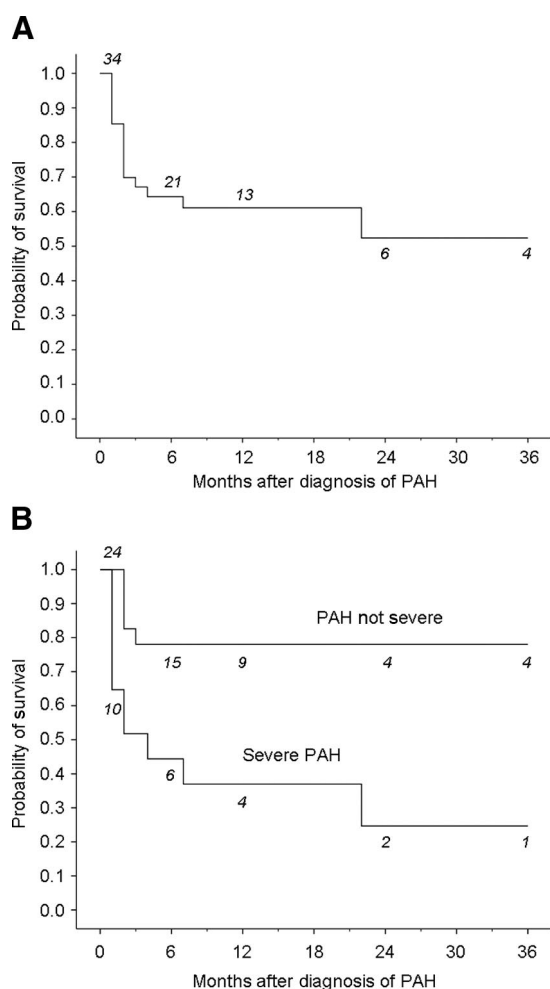 A
34
1.0
0.9
0.8
0.7
21
13
0.6
0.5
6
4
0.4
0.3
0.2
0.1
0.0
Probability of survival
0 6 12 18 24 30 36
Months after diagnosis of PAH
B
24
1.0
0.9
PAH not severe
0.8
15 9 4 4
0.7
0.6
10
0.5
Severe PAH
0.4
6
4
0.3
0.2
2 1
0.1
0.0
Probability of survival
0 6 12 18 24 30 36
Months after diagnosis of PAH